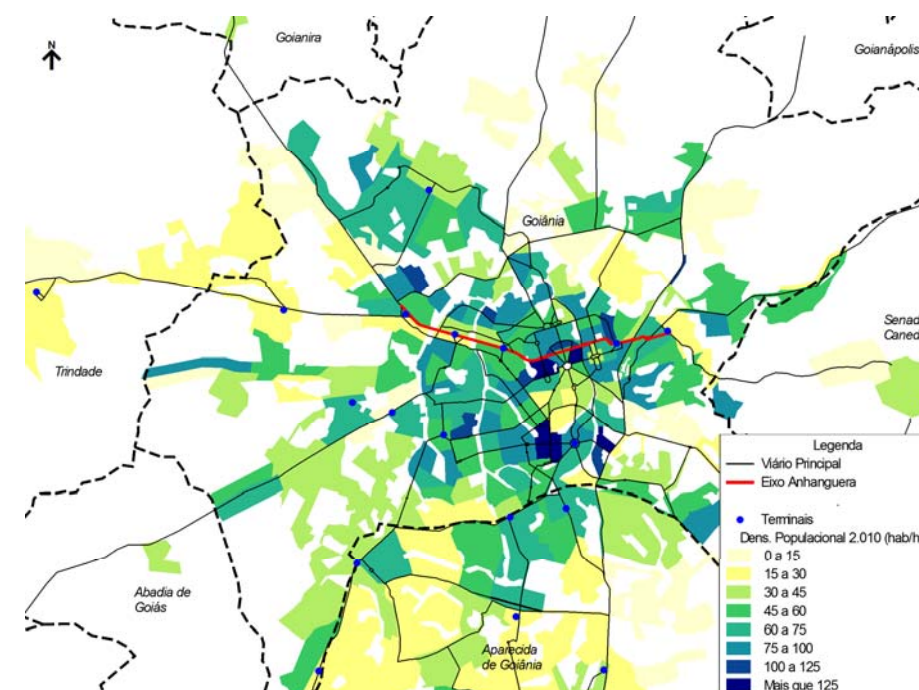 Goianira
N
Goianápolis
Goiânia
Senad
Caned
Trindade
Legenda
Viário Principal
Eixo Anhanguera
Terminais
Dens. Populacional 2.010 (hab/h
0 a 15
15 a 30
30 a 45
45 a 60
60 a 75
75 a 100
100 a 125
Mais que 125
Abadia de
Goiás
Aparecida
de Goiânia